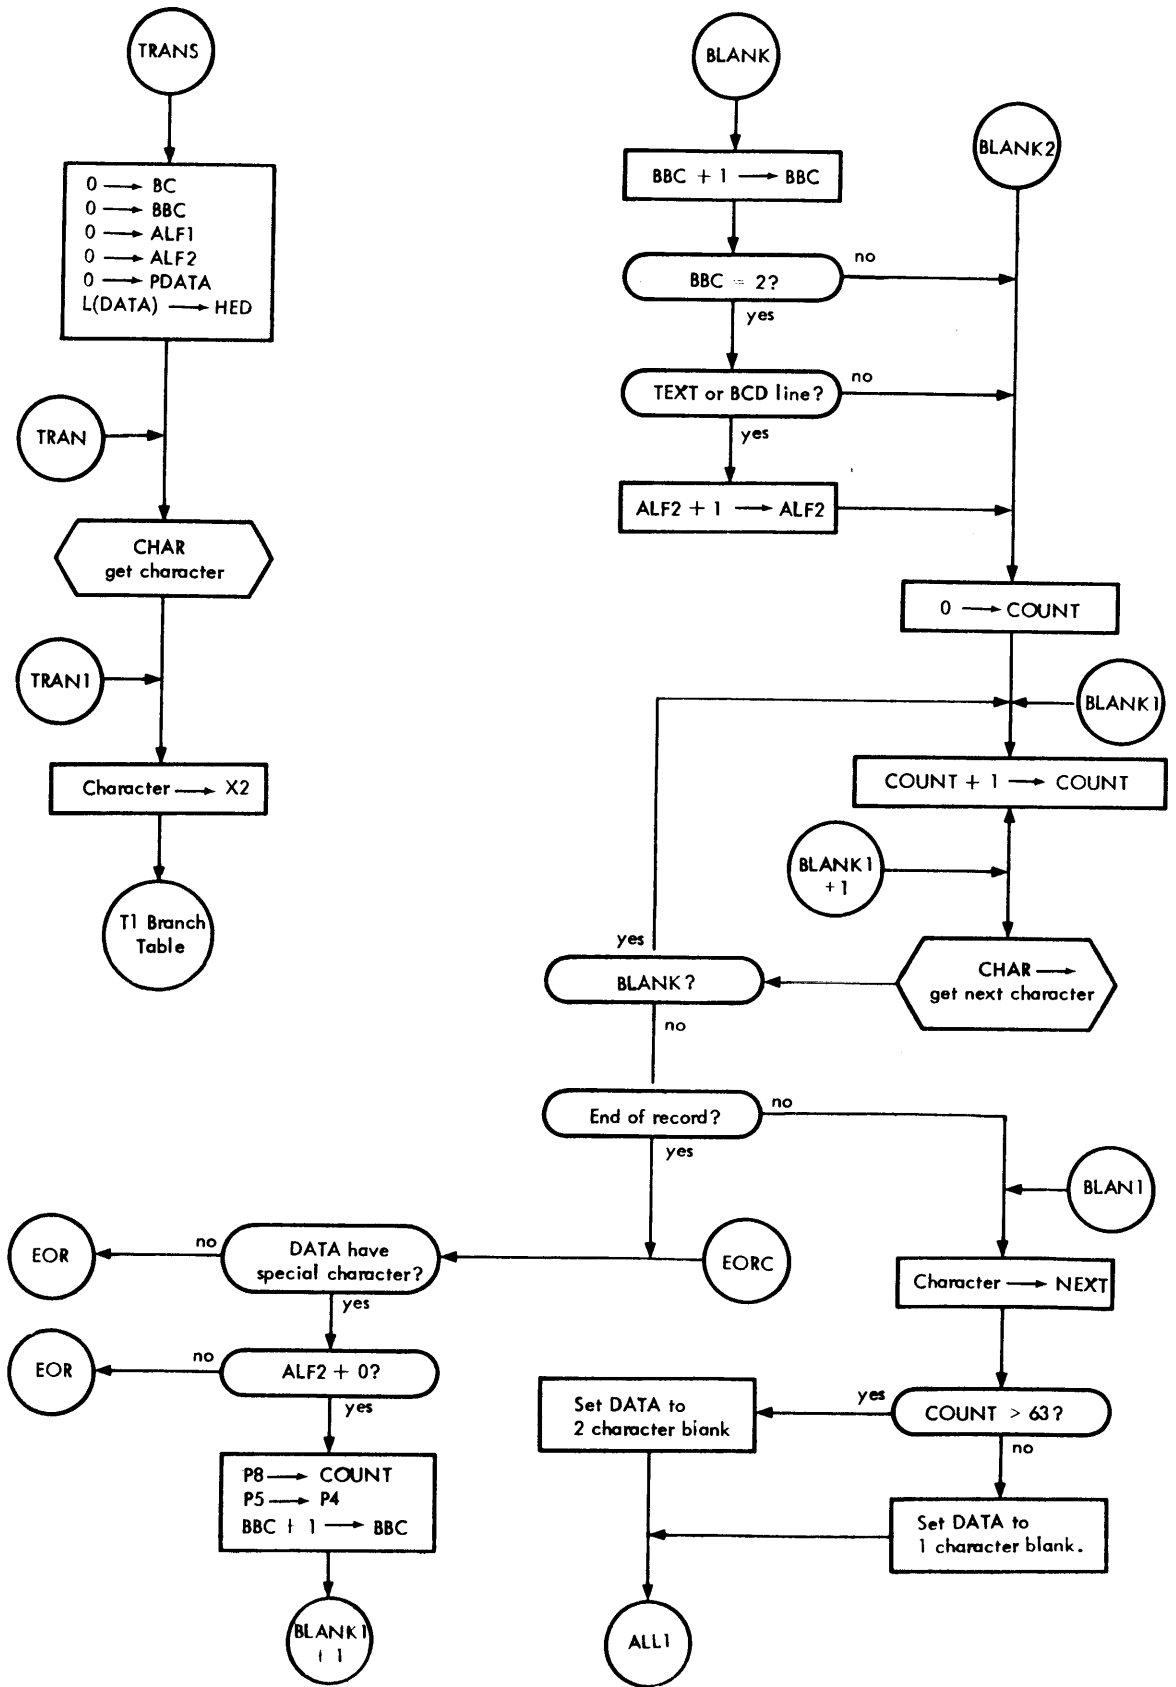 TRANS
0 → BC
0 → BBC
0 → ALF1
0 → ALF2
0 → PDATA
L(DATA) → HED
TRAN
CHAR
get character
TRAN1
Character → X2
T1 Branch
Table
BLANK
BLANK2
BBC + 1 → BBC
BBC = 2?
no
yes
TEXT or BCD line?
no
yes
ALF2 + 1 → ALF2
0 → COUNT
BLANK1
COUNT + 1 → COUNT
BLANK1
+ 1
CHAR →
get next character
yes
BLANK?
no
End of record?
no
yes
BLAN1
EOR
no
DATA have
special character?
yes
EORC
Character → NEXT
EOR
no
ALF2 + 0?
yes
Set DATA to
2 character blank
yes
COUNT > 63?
no
P8 → COUNT
P5 → P4
BBC + 1 → BBC
Set DATA to
1 character blank.
BLANK1
+ 1
ALL1